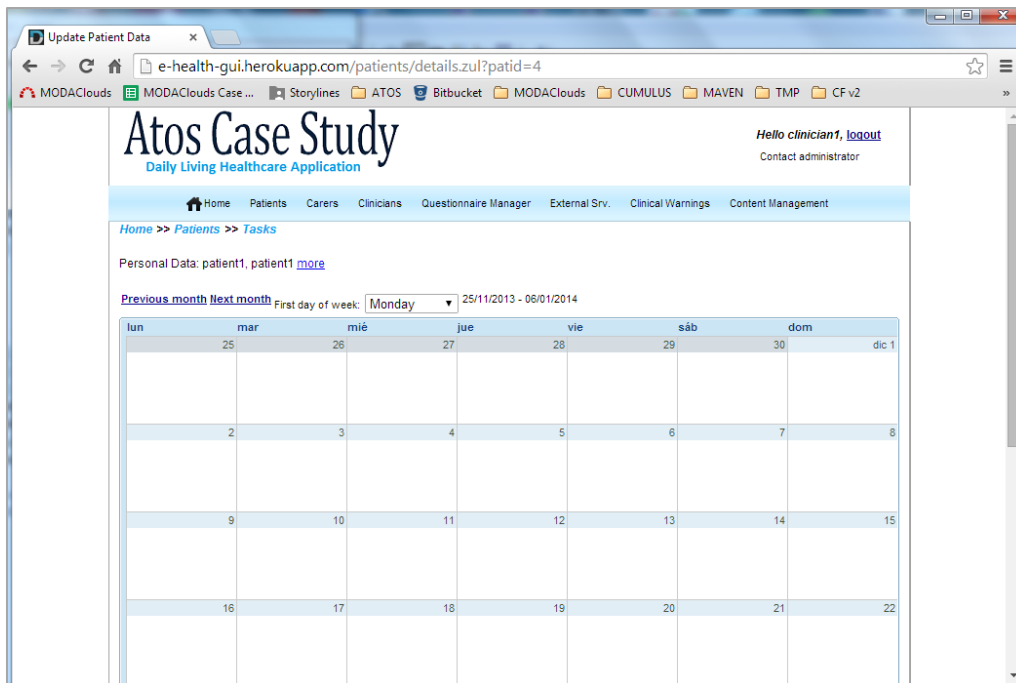 Update Patient Data
e-health-gui.herokuapp.com/patients/details.zul?patid=4
MODAClouds MODAClouds Case ... Storylines ATOS Bitbucket MODAClouds CUMULUS MAVEN TMP CF v2 »
Atos Case Study
Daily Living Healthcare Application
Hello clinician1, logout
Contact administrator
Home Patients Carers Clinicians Questionnaire Manager External Srv. Clinical Warnings Content Management
Home >> Patients >> Tasks
Personal Data: patient1, patient1 more
Previous month Next month First day of week: Monday 25/11/2013 - 06/01/2014
lun mar mié jue vie sáb dom
25 26 27 28 29 30 dic 1
2 3 4 5 6 7 8
9 10 11 12 13 14 15
16 17 18 19 20 21 22